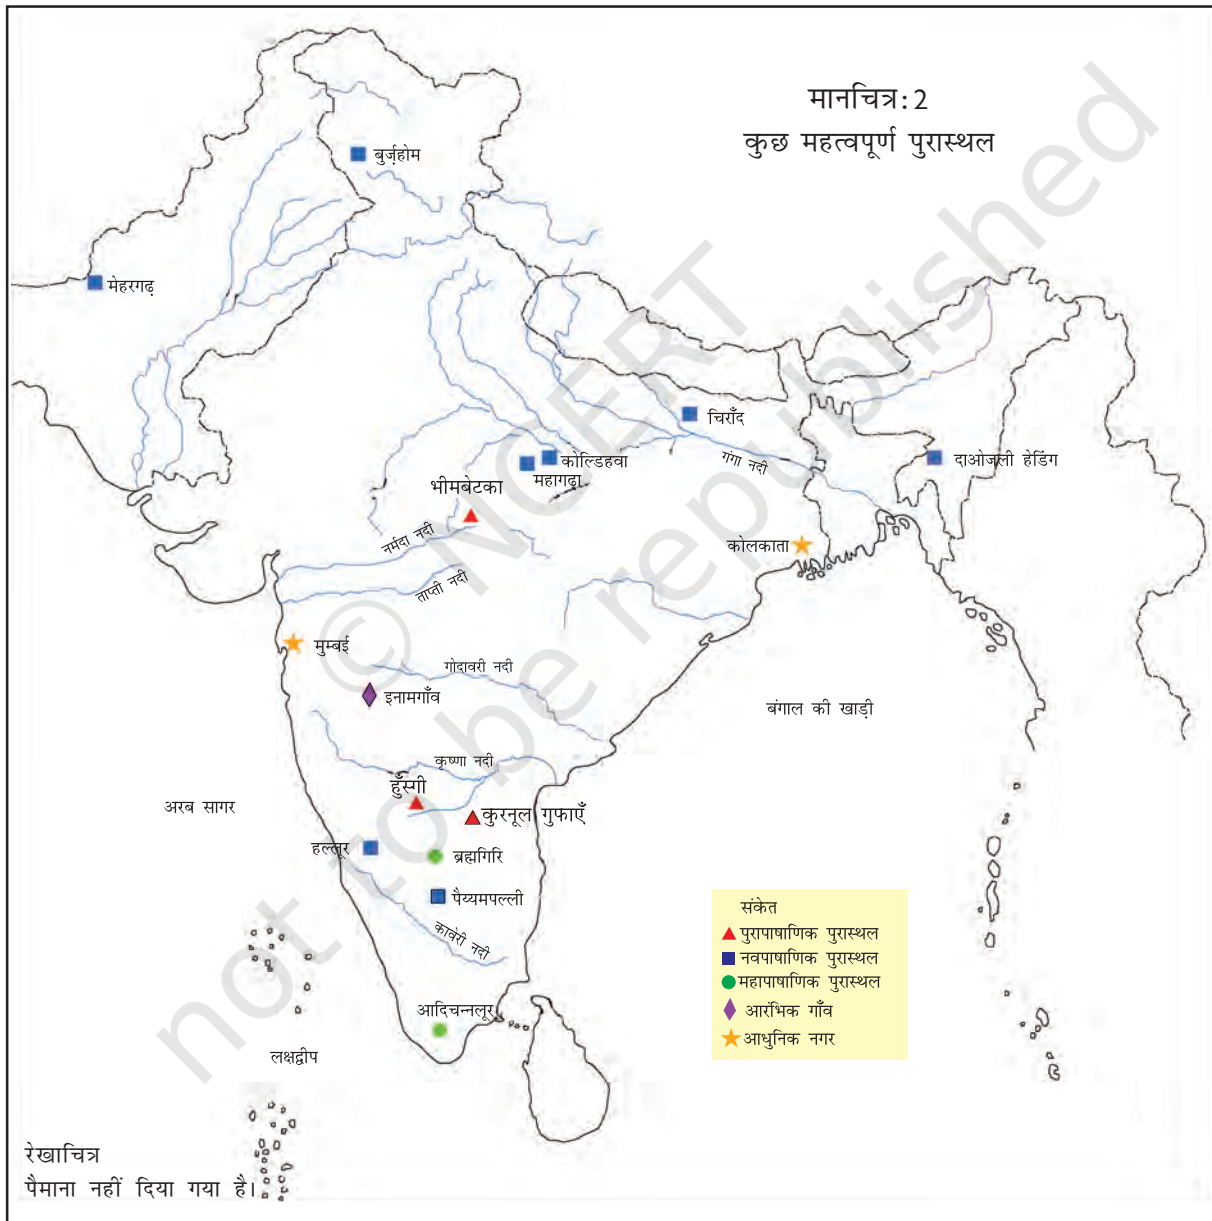 मानचित्र: 2
कुछ महत्वपूर्ण पुरास्थल
बुर्ज़होम
मेहरगढ़
चिराँद
कोल्डिहवा
महागढ़ा
गंगा नदी
दाओजली हेडिंग
भीमबेटका
नर्मदा नदी
कोलकाता
ताप्ती नदी
मुम्बई
गोदावरी नदी
इनामगाँव
बंगाल की खाड़ी
कृष्णा नदी
हुँस्गी
अरब सागर
कुरनूल गुफाएँ
हल्लूर
ब्रह्मगिरि
पैय्यमपल्ली
कावेरी नदी
संकेत
पुरापाषाणिक पुरास्थल
नवपाषाणिक पुरास्थल
महापाषाणिक पुरास्थल
आरंभिक गाँव
आधुनिक नगर
आदिचन्नलूर
लक्षद्वीप
रेखाचित्र
पैमाना नहीं दिया गया है।
© NCERT
not to be republished